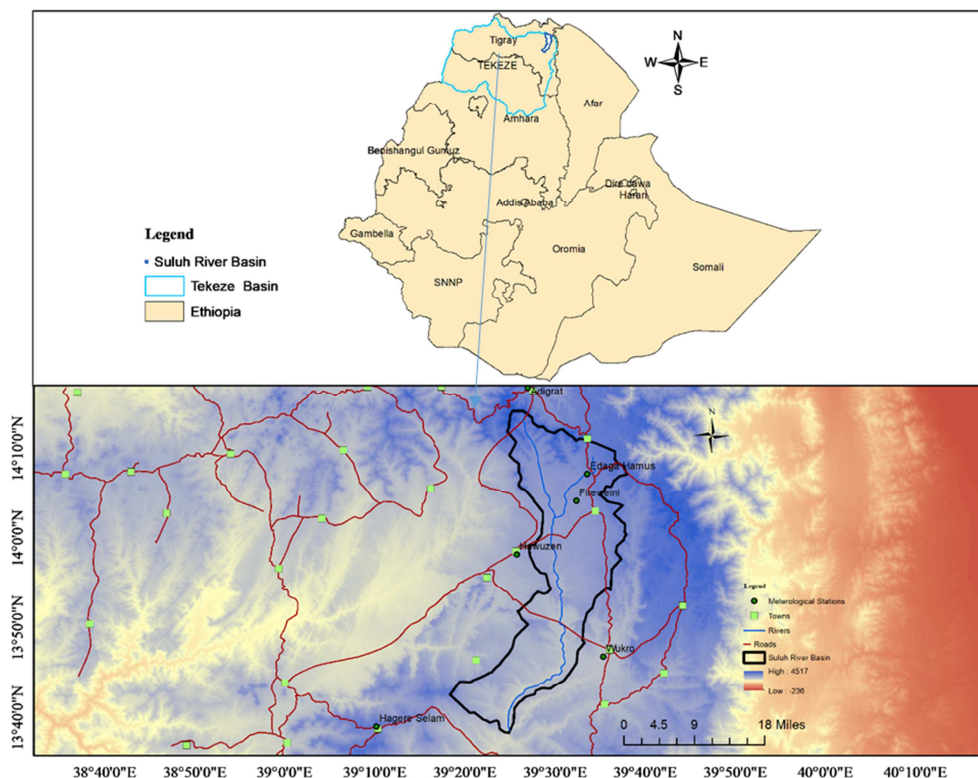 Tigray
TEKEZE
N
W E
S
Afar
Amhara
Benishangul Gumuz
Dire dawa
Harari
Addis Ababa
Gambella
Oromia
Somali
SNNP
Legend
Suluh River Basin
Tekeze Basin
Ethiopia
Adigrat
N
14°10'0"N
Edaga Hamus
Fireweini
14°0'0"N
Hawuzen
Legend
Meterological Stations
Towns
Rivers
Roads
Suluh River Basin
High : 4517
Low : -236
13°50'0"N
Wukro
13°40'0"N
Hagere Selam
0 4.5 9 18 Miles
38°40'0"E 38°50'0"E 39°0'0"E 39°10'0"E 39°20'0"E 39°30'0"E 39°40'0"E 39°50'0"E 40°0'0"E 40°10'0"E